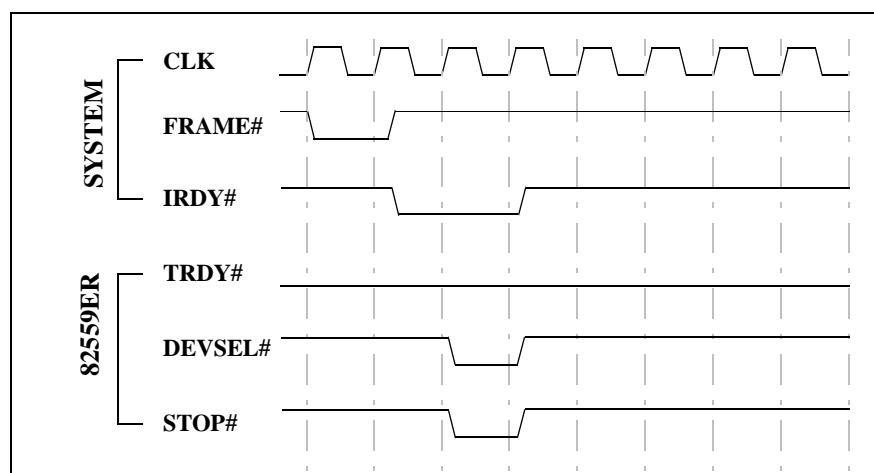 SYSTEM
CLK
FRAME#
IRDY#
82559ER
TRDY#
DEVSEL#
STOP#